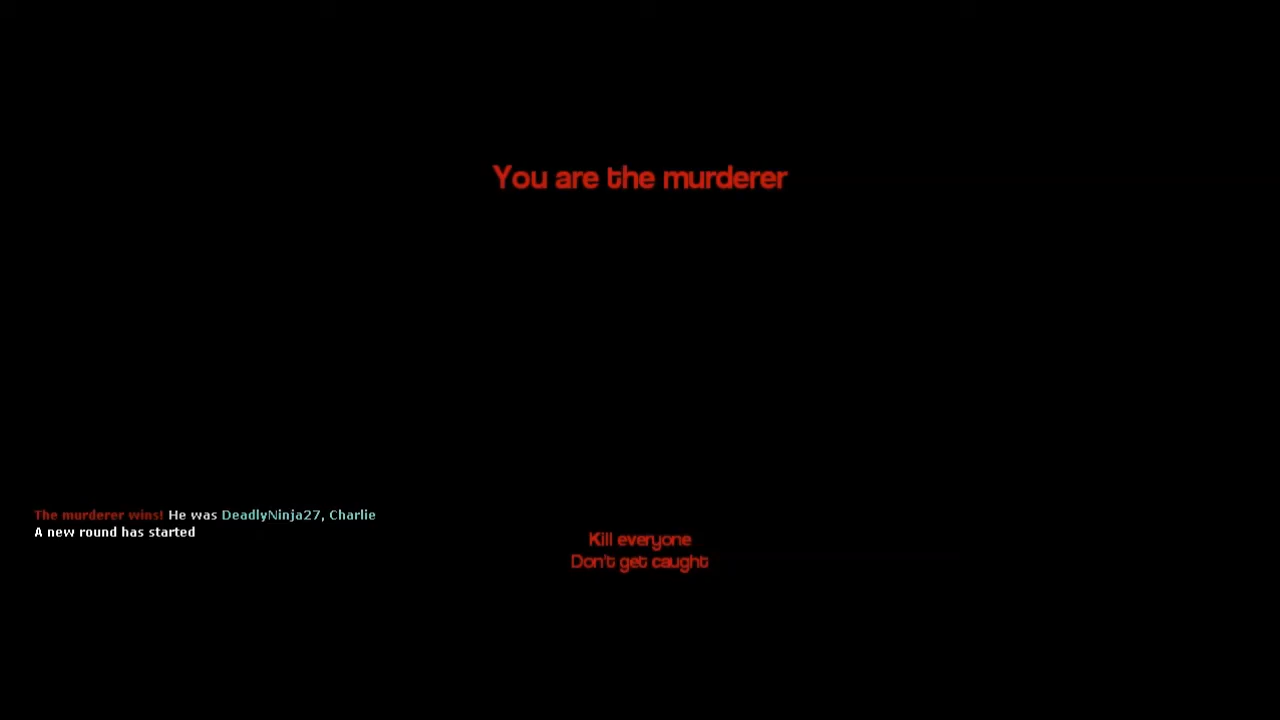 You are the murderer
The murderer wins! He was DeadlyNinja27, Charlie
A new round has started
Kill everyone
Don't get caught